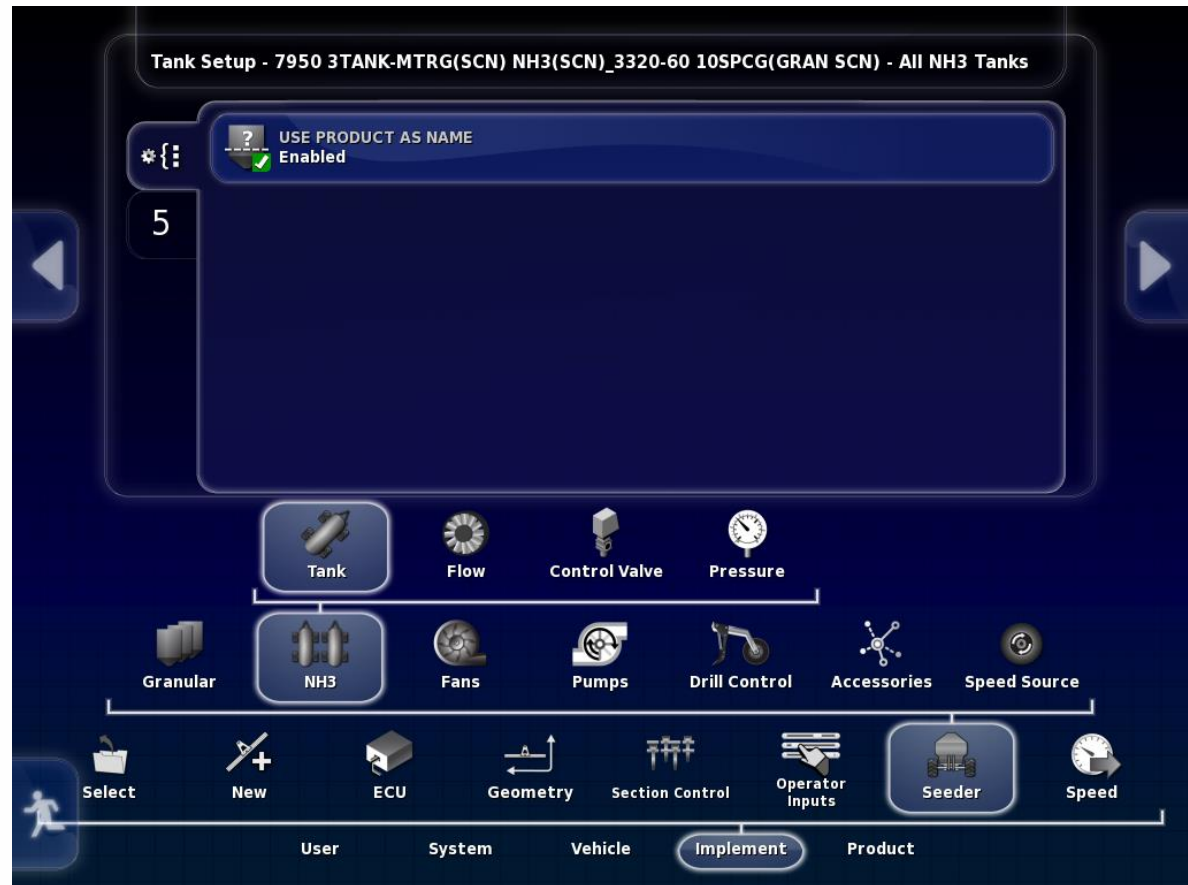 Tank Setup - 7950 3TANK-MTRG(SCN) NH3(SCN)_3320-60 10SPCG(GRAN SCN) - All NH3 Tanks
?
USE PRODUCT AS NAME
Enabled
5
Tank
Flow
Control Valve
Pressure
Granular
NH3
Fans
Pumps
Drill Control
Accessories
Speed Source
Select
New
ECU
Geometry
Section Control
Operator
Inputs
Seeder
Speed
User
System
Vehicle
Implement
Product